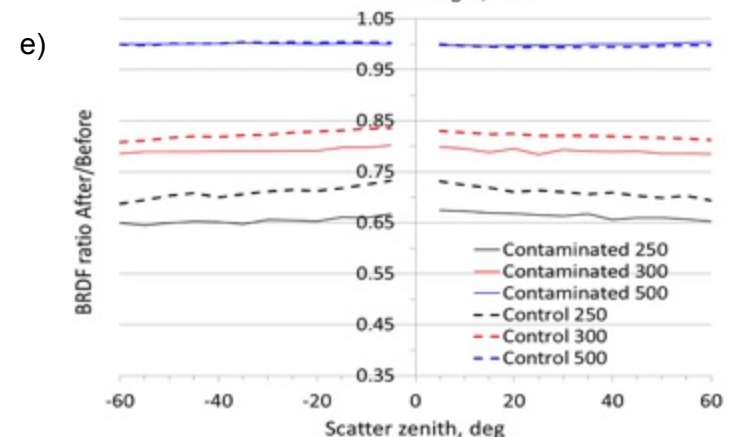 e)
1.05
0.95
0.85
0.75
0.65
0.55
0.45
0.35
BRDF ratio After/Before
Contaminated 250
Contaminated 300
Contaminated 500
Control 250
Control 300
Control 500
-60 -40 -20 0 20 40 60
Scatter zenith, deg